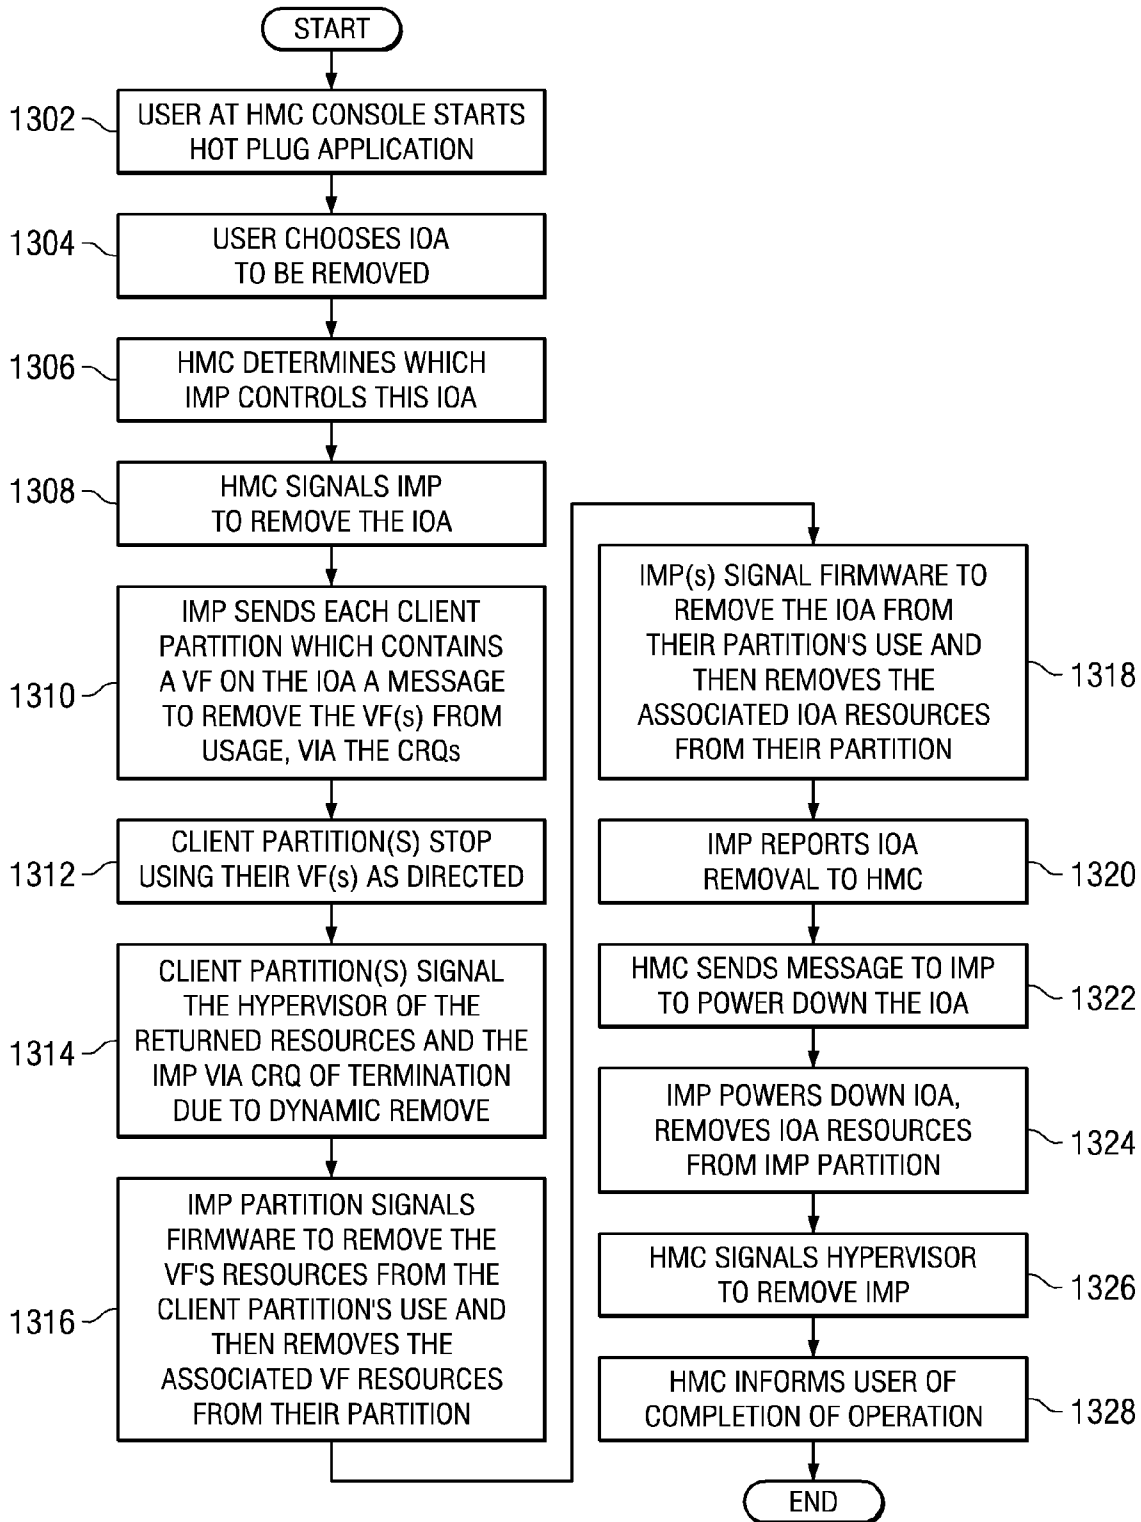 START
1302
USER AT HMC CONSOLE STARTS
HOT PLUG APPLICATION
1304
USER CHOOSES IOA
TO BE REMOVED
1306
HMC DETERMINES WHICH
IMP CONTROLS THIS IOA
1308
HMC SIGNALS IMP
TO REMOVE THE IOA
1310
IMP SENDS EACH CLIENT
PARTITION WHICH CONTAINS
A VF ON THE IOA A MESSAGE
TO REMOVE THE VF(s) FROM
USAGE, VIA THE CRQs
1312
CLIENT PARTITION(S) STOP
USING THEIR VF(s) AS DIRECTED
1314
CLIENT PARTITION(S) SIGNAL
THE HYPERVISOR OF THE
RETURNED RESOURCES AND THE
IMP VIA CRQ OF TERMINATION
DUE TO DYNAMIC REMOVE
1316
IMP PARTITION SIGNALS
FIRMWARE TO REMOVE THE
VF'S RESOURCES FROM THE
CLIENT PARTITION'S USE AND
THEN REMOVES THE
ASSOCIATED VF RESOURCES
FROM THEIR PARTITION
IMP(s) SIGNAL FIRMWARE TO
REMOVE THE IOA FROM
THEIR PARTITION'S USE AND
THEN REMOVES THE
ASSOCIATED IOA RESOURCES
FROM THEIR PARTITION
1318
IMP REPORTS IOA
REMOVAL TO HMC
1320
HMC SENDS MESSAGE TO IMP
TO POWER DOWN THE IOA
1322
IMP POWERS DOWN IOA,
REMOVES IOA RESOURCES
FROM IMP PARTITION
1324
HMC SIGNALS HYPERVISOR
TO REMOVE IMP
1326
HMC INFORMS USER OF
COMPLETION OF OPERATION
1328
END